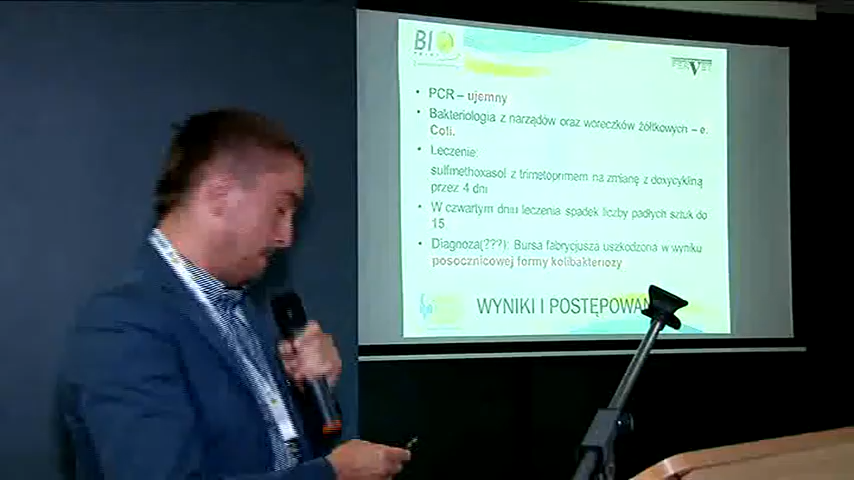 BI
• PCR – ujemny
• Bakteriologia z narządów oraz woreczków żółtkowych – e.
Coli.
• Leczenie:
sulfmethoxasol z trimetoprimem na zmianę z doxycykliną
przez 4 dni
• W czwartym dniu leczenia spadek liczby padłych sztuk do
15
• Diagnoza(???): Bursa fabrycjusza uszkodzona w wyniku
posocznicowej formy kolibakteriozy
WYNIKI I POSTĘPOWAN